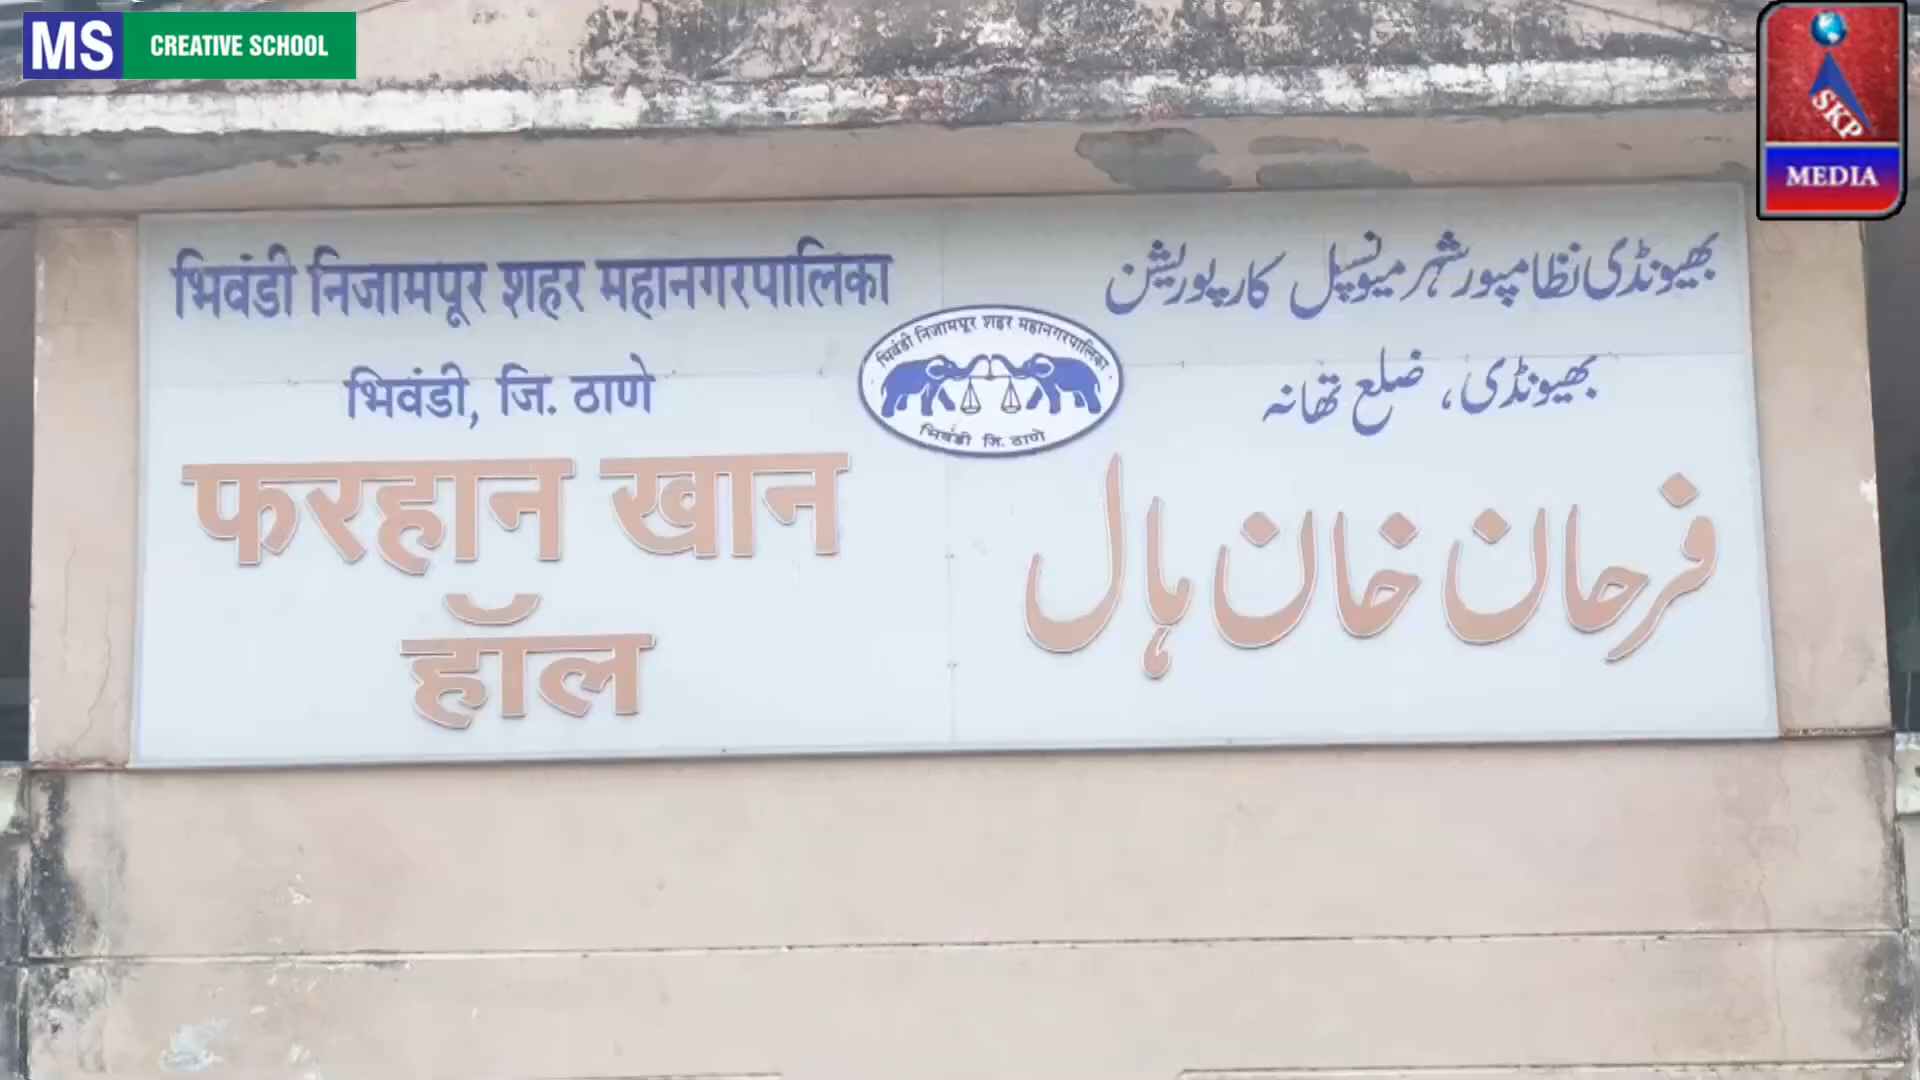 MS CREATIVE SCHOOL
SKP
MEDIA
भिवंडी निजामपूर शहर महानगरपालिका
भिवंडी, जि. ठाणे
फरहान खान
हॉल
भिवंडी निजामपूर शहर महानगरपालिका
भिवंडी जि. ठाणे
بھیونڈی نظامپور شہر میونسپل کارپوریشن
بھیونڈی، ضلع تھانہ
فرحان خان ہال